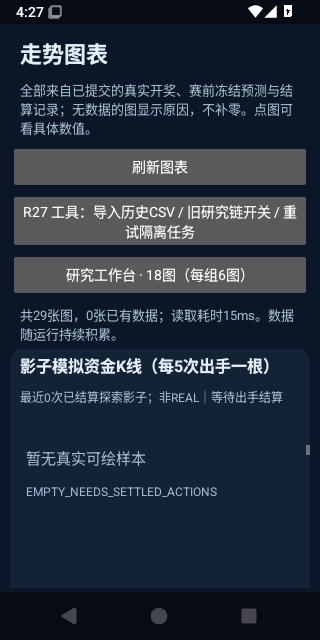 4:27
走势图表
全部来自已提交的真实开奖、赛前冻结预测与结
算记录；无数据的图显示原因，不补零。点图可
看具体数值。
刷新图表
R27 工具：导入历史CSV / 旧研究链开关 / 重
试隔离任务
研究工作台 · 18图（每组6图）
共29张图，0张已有数据；读取耗时15ms。数据
随运行持续积累。
影子模拟资金K线（每5次出手一根）
最近0次已结算探索影子；非REAL｜等待出手结算
暂无真实可绘样本
EMPTY_NEEDS_SETTLED_ACTIONS